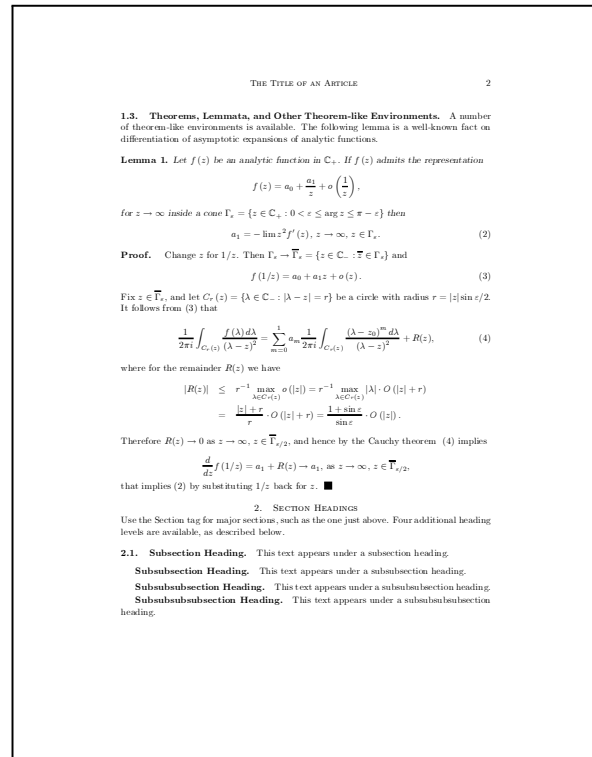 The Title of an Article 2
1.3. Theorems, Lemmata, and Other Theorem-like Environments. A number
of theorem-like environments is available. The following lemma is a well-known fact on
differentiation of asymptotic expansions of analytic functions.
Lemma 1. Let f (z) be an analytic function in ℂ₊. If f (z) admits the representation
f (z) = a₀ + a₁/z + o (1/z),
for z → ∞ inside a cone Γ_ε = {z ∈ ℂ₊ : 0 < ε ≤ arg z ≤ π − ε} then
a₁ = − lim z² f′ (z), z → ∞, z ∈ Γ_ε. (2)
Proof. Change z for 1/z. Then Γ_ε → Γ̅_ε = {z ∈ ℂ₋ : z̅ ∈ Γ_ε} and
f (1/z) = a₀ + a₁z + o (z). (3)
Fix z ∈ Γ̅_ε, and let C_r (z) = {λ ∈ ℂ₋ : |λ − z| = r} be a circle with radius r = |z| sin ε/2.
It follows from (3) that
1/2πi ∫_{C_r(z)} f (λ) dλ/(λ − z)² = ∑_{m=0}^{1} a_m 1/2πi ∫_{C_r(z)} (λ − z₀)^m dλ/(λ − z)² + R(z), (4)
where for the remainder R(z) we have
|R(z)| ≤ r⁻¹ max_{λ∈C_r(z)} o (|z|) = r⁻¹ max_{λ∈C_r(z)} |λ| · O (|z| + r)
= |z| + r/r · O (|z| + r) = 1 + sin ε/sin ε · O (|z|).
Therefore R(z) → 0 as z → ∞, z ∈ Γ̅_{ε/2}, and hence by the Cauchy theorem (4) implies
d/dz f (1/z) = a₁ + R(z) → a₁, as z → ∞, z ∈ Γ̅_{ε/2},
that implies (2) by substituting 1/z back for z. ■
2. Section Headings
Use the Section tag for major sections, such as the one just above. Four additional heading
levels are available, as described below.
2.1. Subsection Heading. This text appears under a subsection heading.
Subsubsection Heading. This text appears under a subsubsection heading.
Subsubsubsection Heading. This text appears under a subsubsubsection heading.
Subsubsubsubsection Heading. This text appears under a subsubsubsubsection
heading.